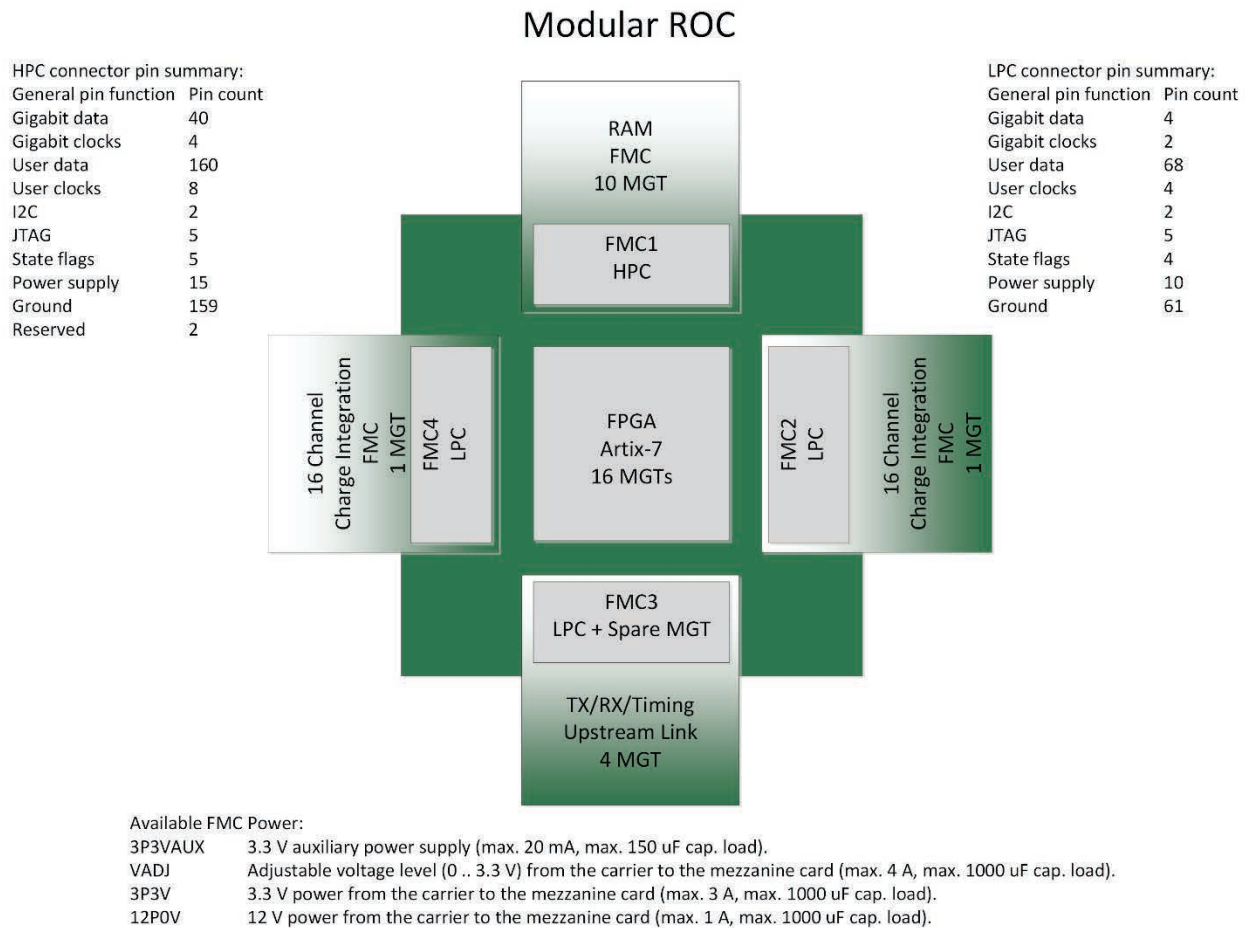 Modular ROC
HPC connector pin summary:
General pin function Pin count
Gigabit data 40
Gigabit clocks 4
User data 160
User clocks 8
I2C 2
JTAG 5
State flags 5
Power supply 15
Ground 159
Reserved 2
LPC connector pin summary:
General pin function Pin count
Gigabit data 4
Gigabit clocks 2
User data 68
User clocks 4
I2C 2
JTAG 5
State flags 4
Power supply 10
Ground 61
RAM
FMC
10 MGT
FMC1
HPC
16 Channel
Charge Integration
FMC
1 MGT
FMC4
LPC
FPGA
Artix-7
16 MGTs
FMC2
LPC
16 Channel
Charge Integration
FMC
1 MGT
FMC3
LPC + Spare MGT
TX/RX/Timing
Upstream Link
4 MGT
Available FMC Power:
3P3VAUX 3.3 V auxiliary power supply (max. 20 mA, max. 150 uF cap. load).
VADJ Adjustable voltage level (0 .. 3.3 V) from the carrier to the mezzanine card (max. 4 A, max. 1000 uF cap. load).
3P3V 3.3 V power from the carrier to the mezzanine card (max. 3 A, max. 1000 uF cap. load).
12P0V 12 V power from the carrier to the mezzanine card (max. 1 A, max. 1000 uF cap. load).